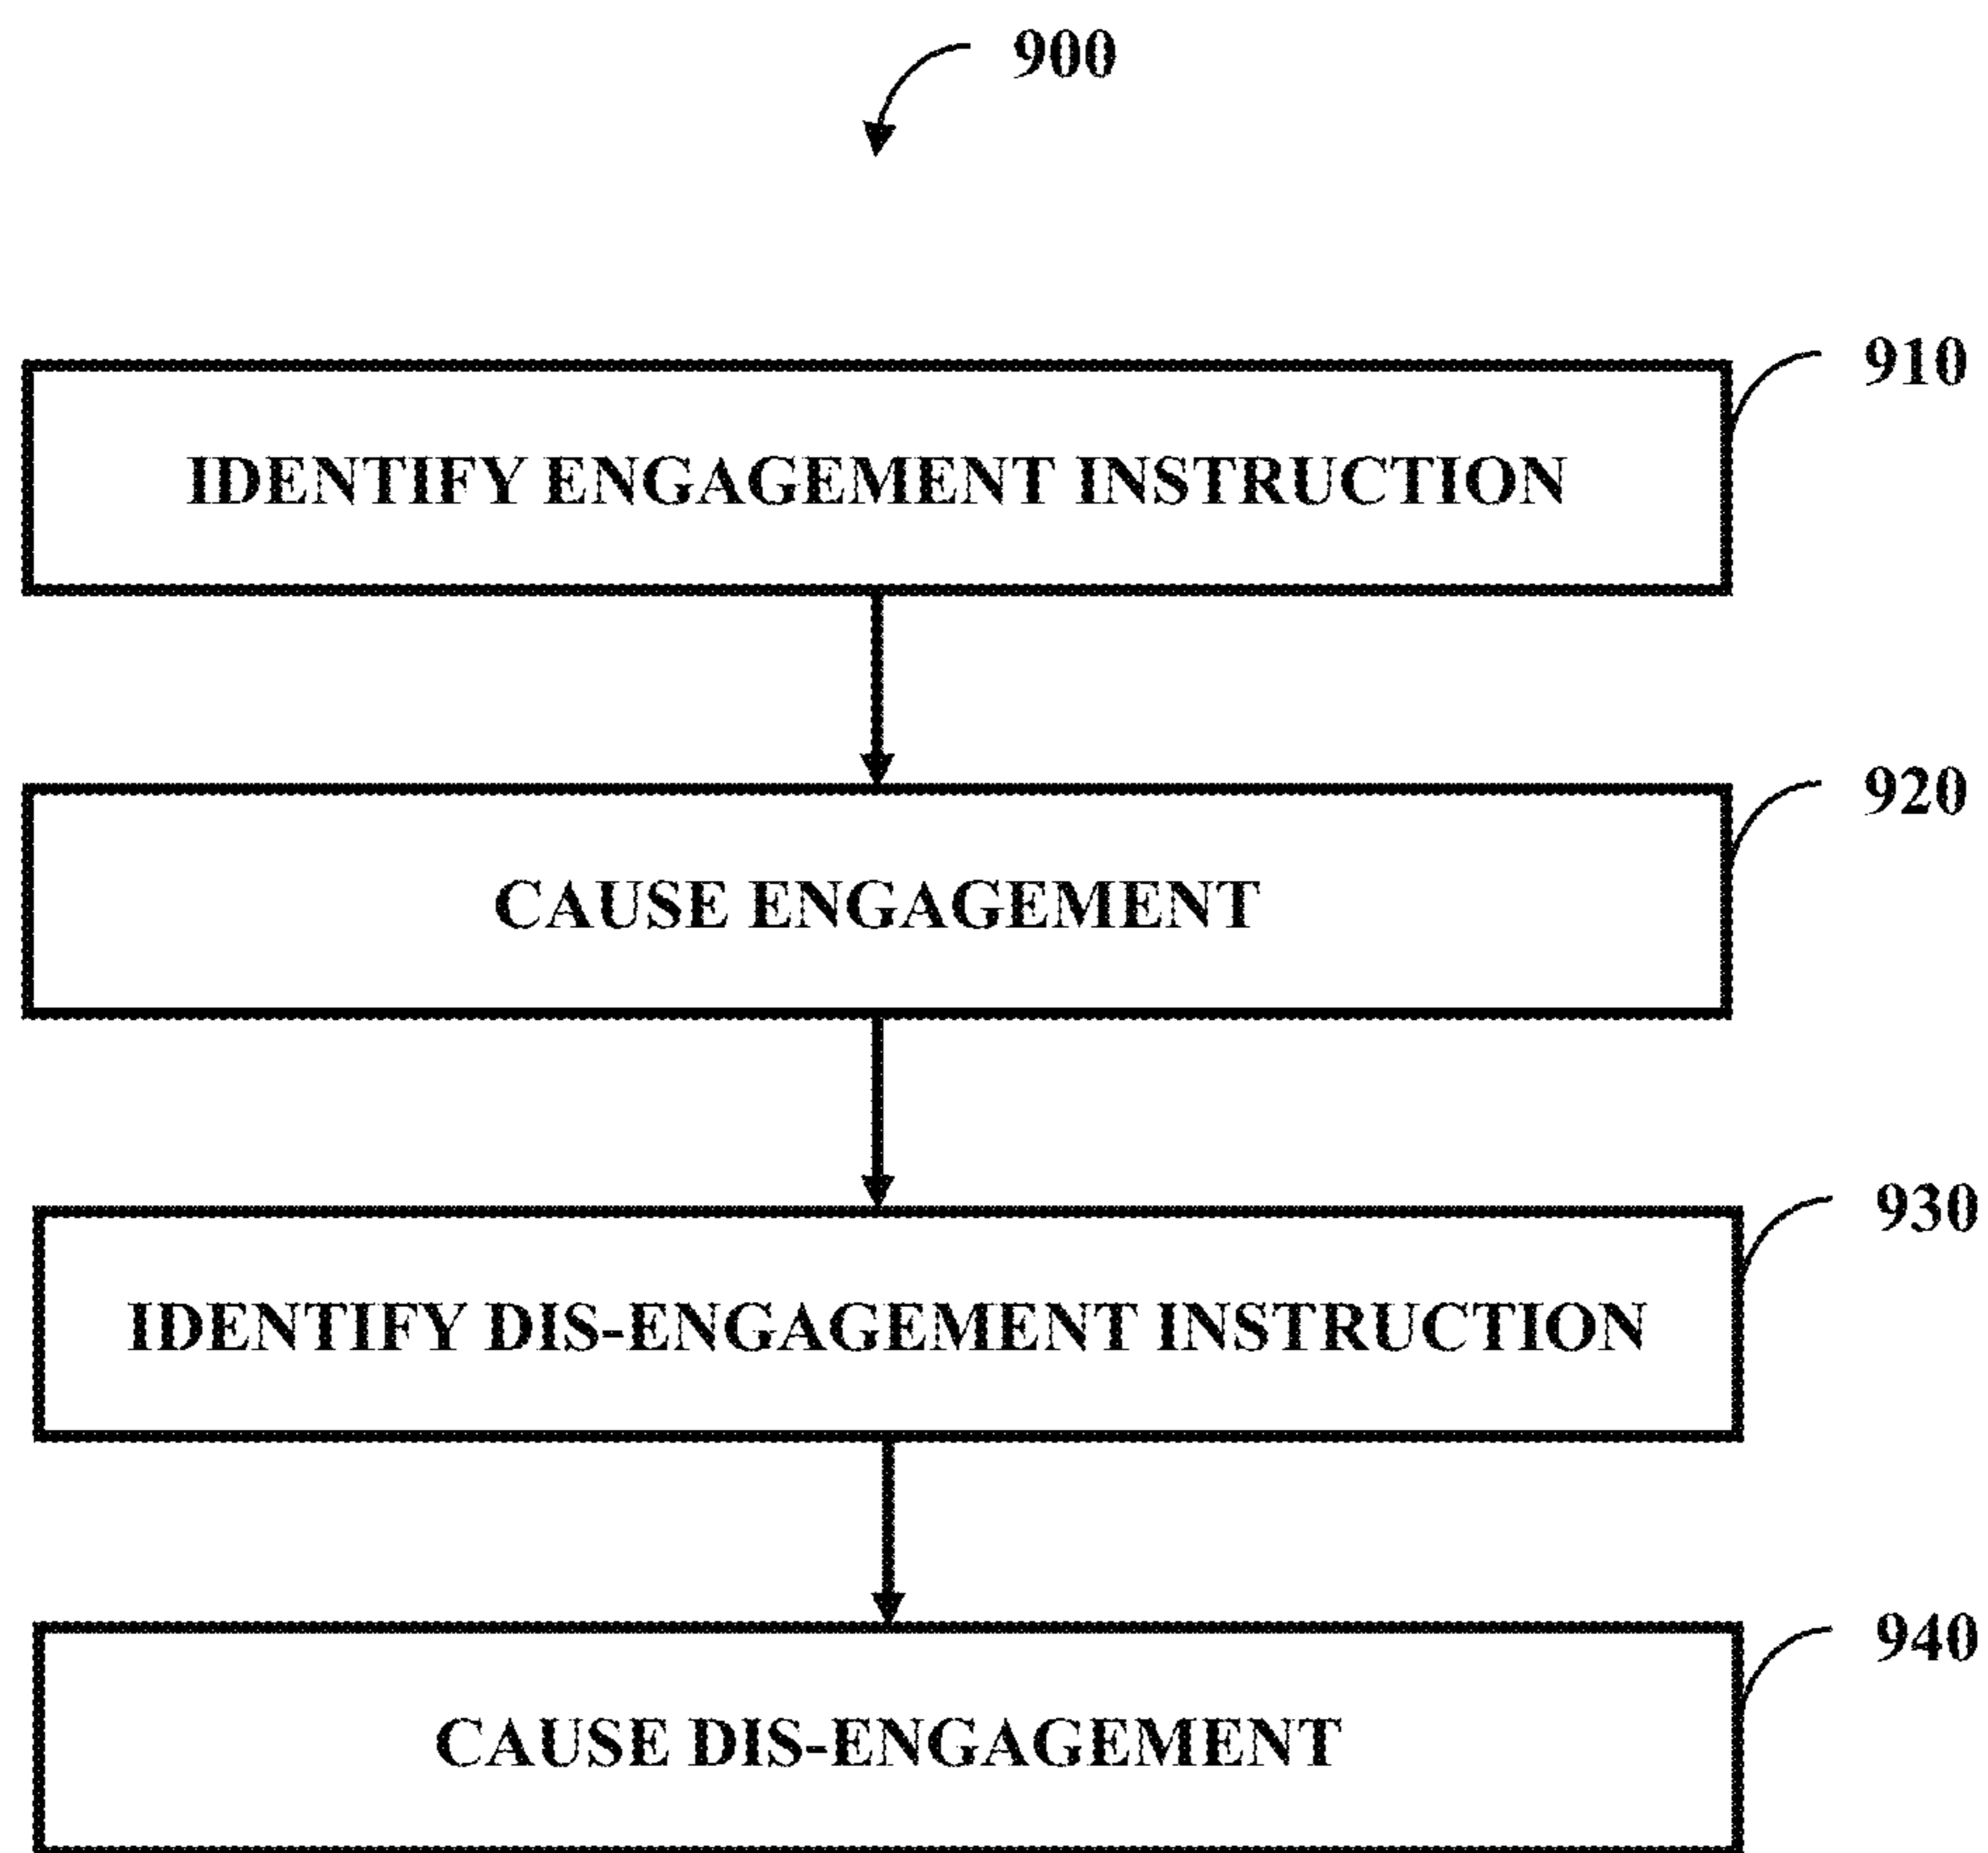 900
910
IDENTIFY ENGAGEMENT INSTRUCTION
920
CAUSE ENGAGEMENT
930
IDENTIFY DIS-ENGAGEMENT INSTRUCTION
940
CAUSE DIS-ENGAGEMENT